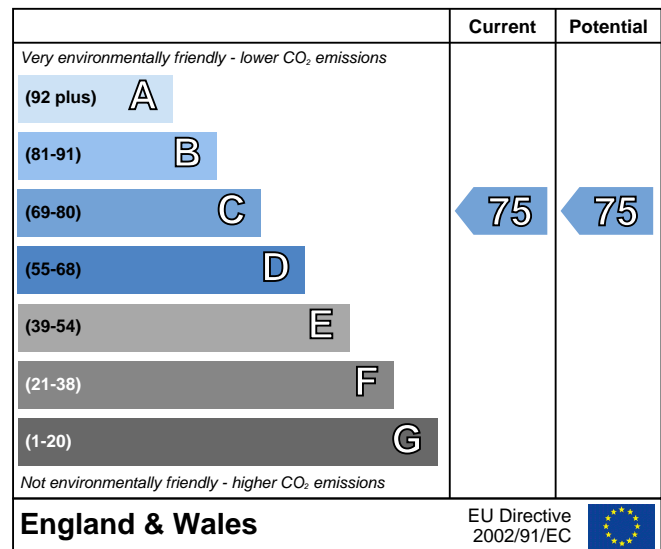 Current Potential
Very environmentally friendly - lower CO₂ emissions
(92 plus) A
(81-91) B
(69-80) C 75 75
(55-68) D
(39-54) E
(21-38) F
(1-20) G
Not environmentally friendly - higher CO₂ emissions
England & Wales
EU Directive
2002/91/EC